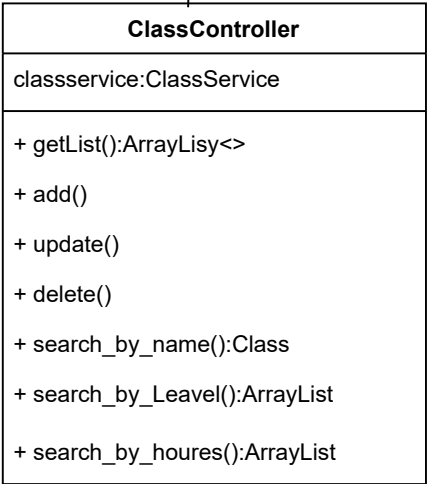 ClassController
classservice:ClassService
+ getList():ArrayLisy<>
+ add()
+ update()
+ delete()
+ search_by_name():Class
+ search_by_Leavel():ArrayList
+ search_by_houres():ArrayList